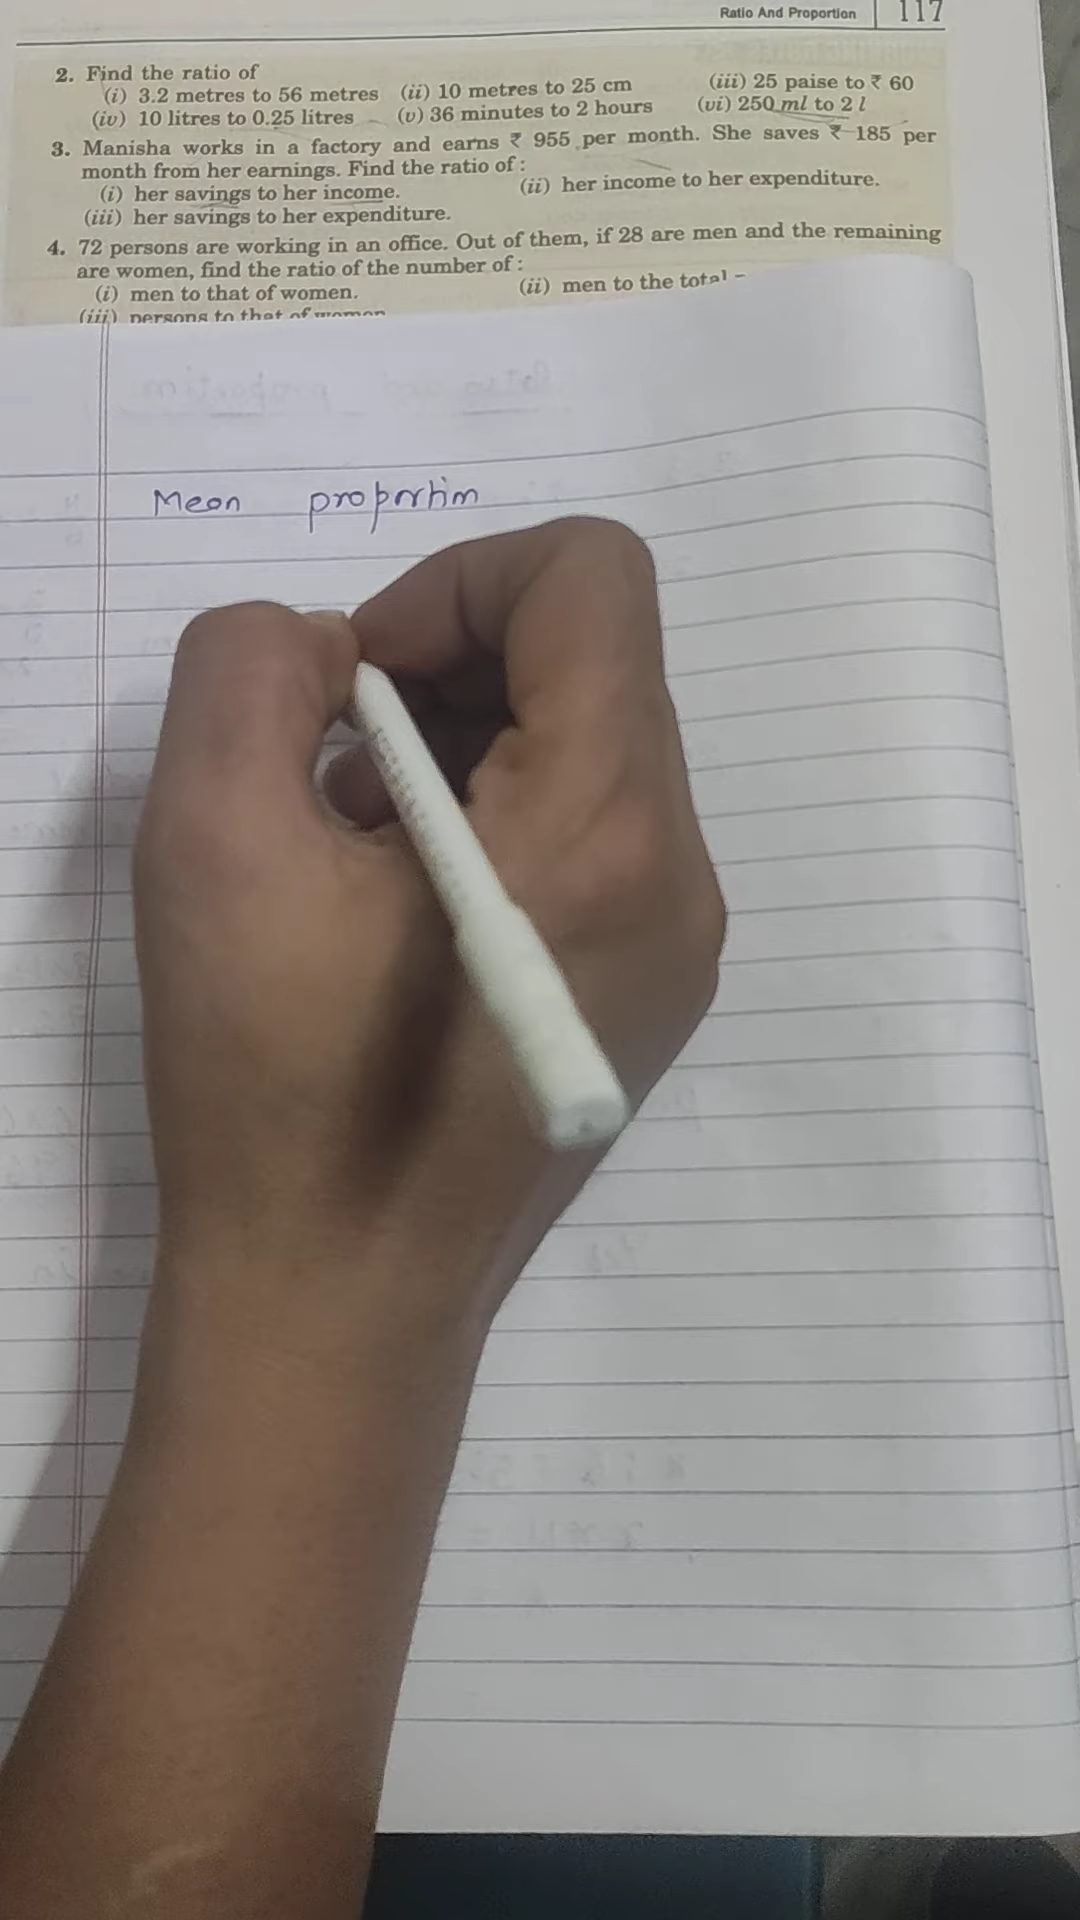 Ratio And Proportion 117
2. Find the ratio of
(i) 3.2 metres to 56 metres (ii) 10 metres to 25 cm (iii) 25 paise to ₹ 60
(iv) 10 litres to 0.25 litres (v) 36 minutes to 2 hours (vi) 250 ml to 2 l
3. Manisha works in a factory and earns ₹ 955 per month. She saves ₹ 185 per
month from her earnings. Find the ratio of :
(i) her savings to her income. (ii) her income to her expenditure.
(iii) her savings to her expenditure.
4. 72 persons are working in an office. Out of them, if 28 are men and the remaining
are women, find the ratio of the number of :
(i) men to that of women. (ii) men to the total
(iii) persons to that of women
Mean proportion